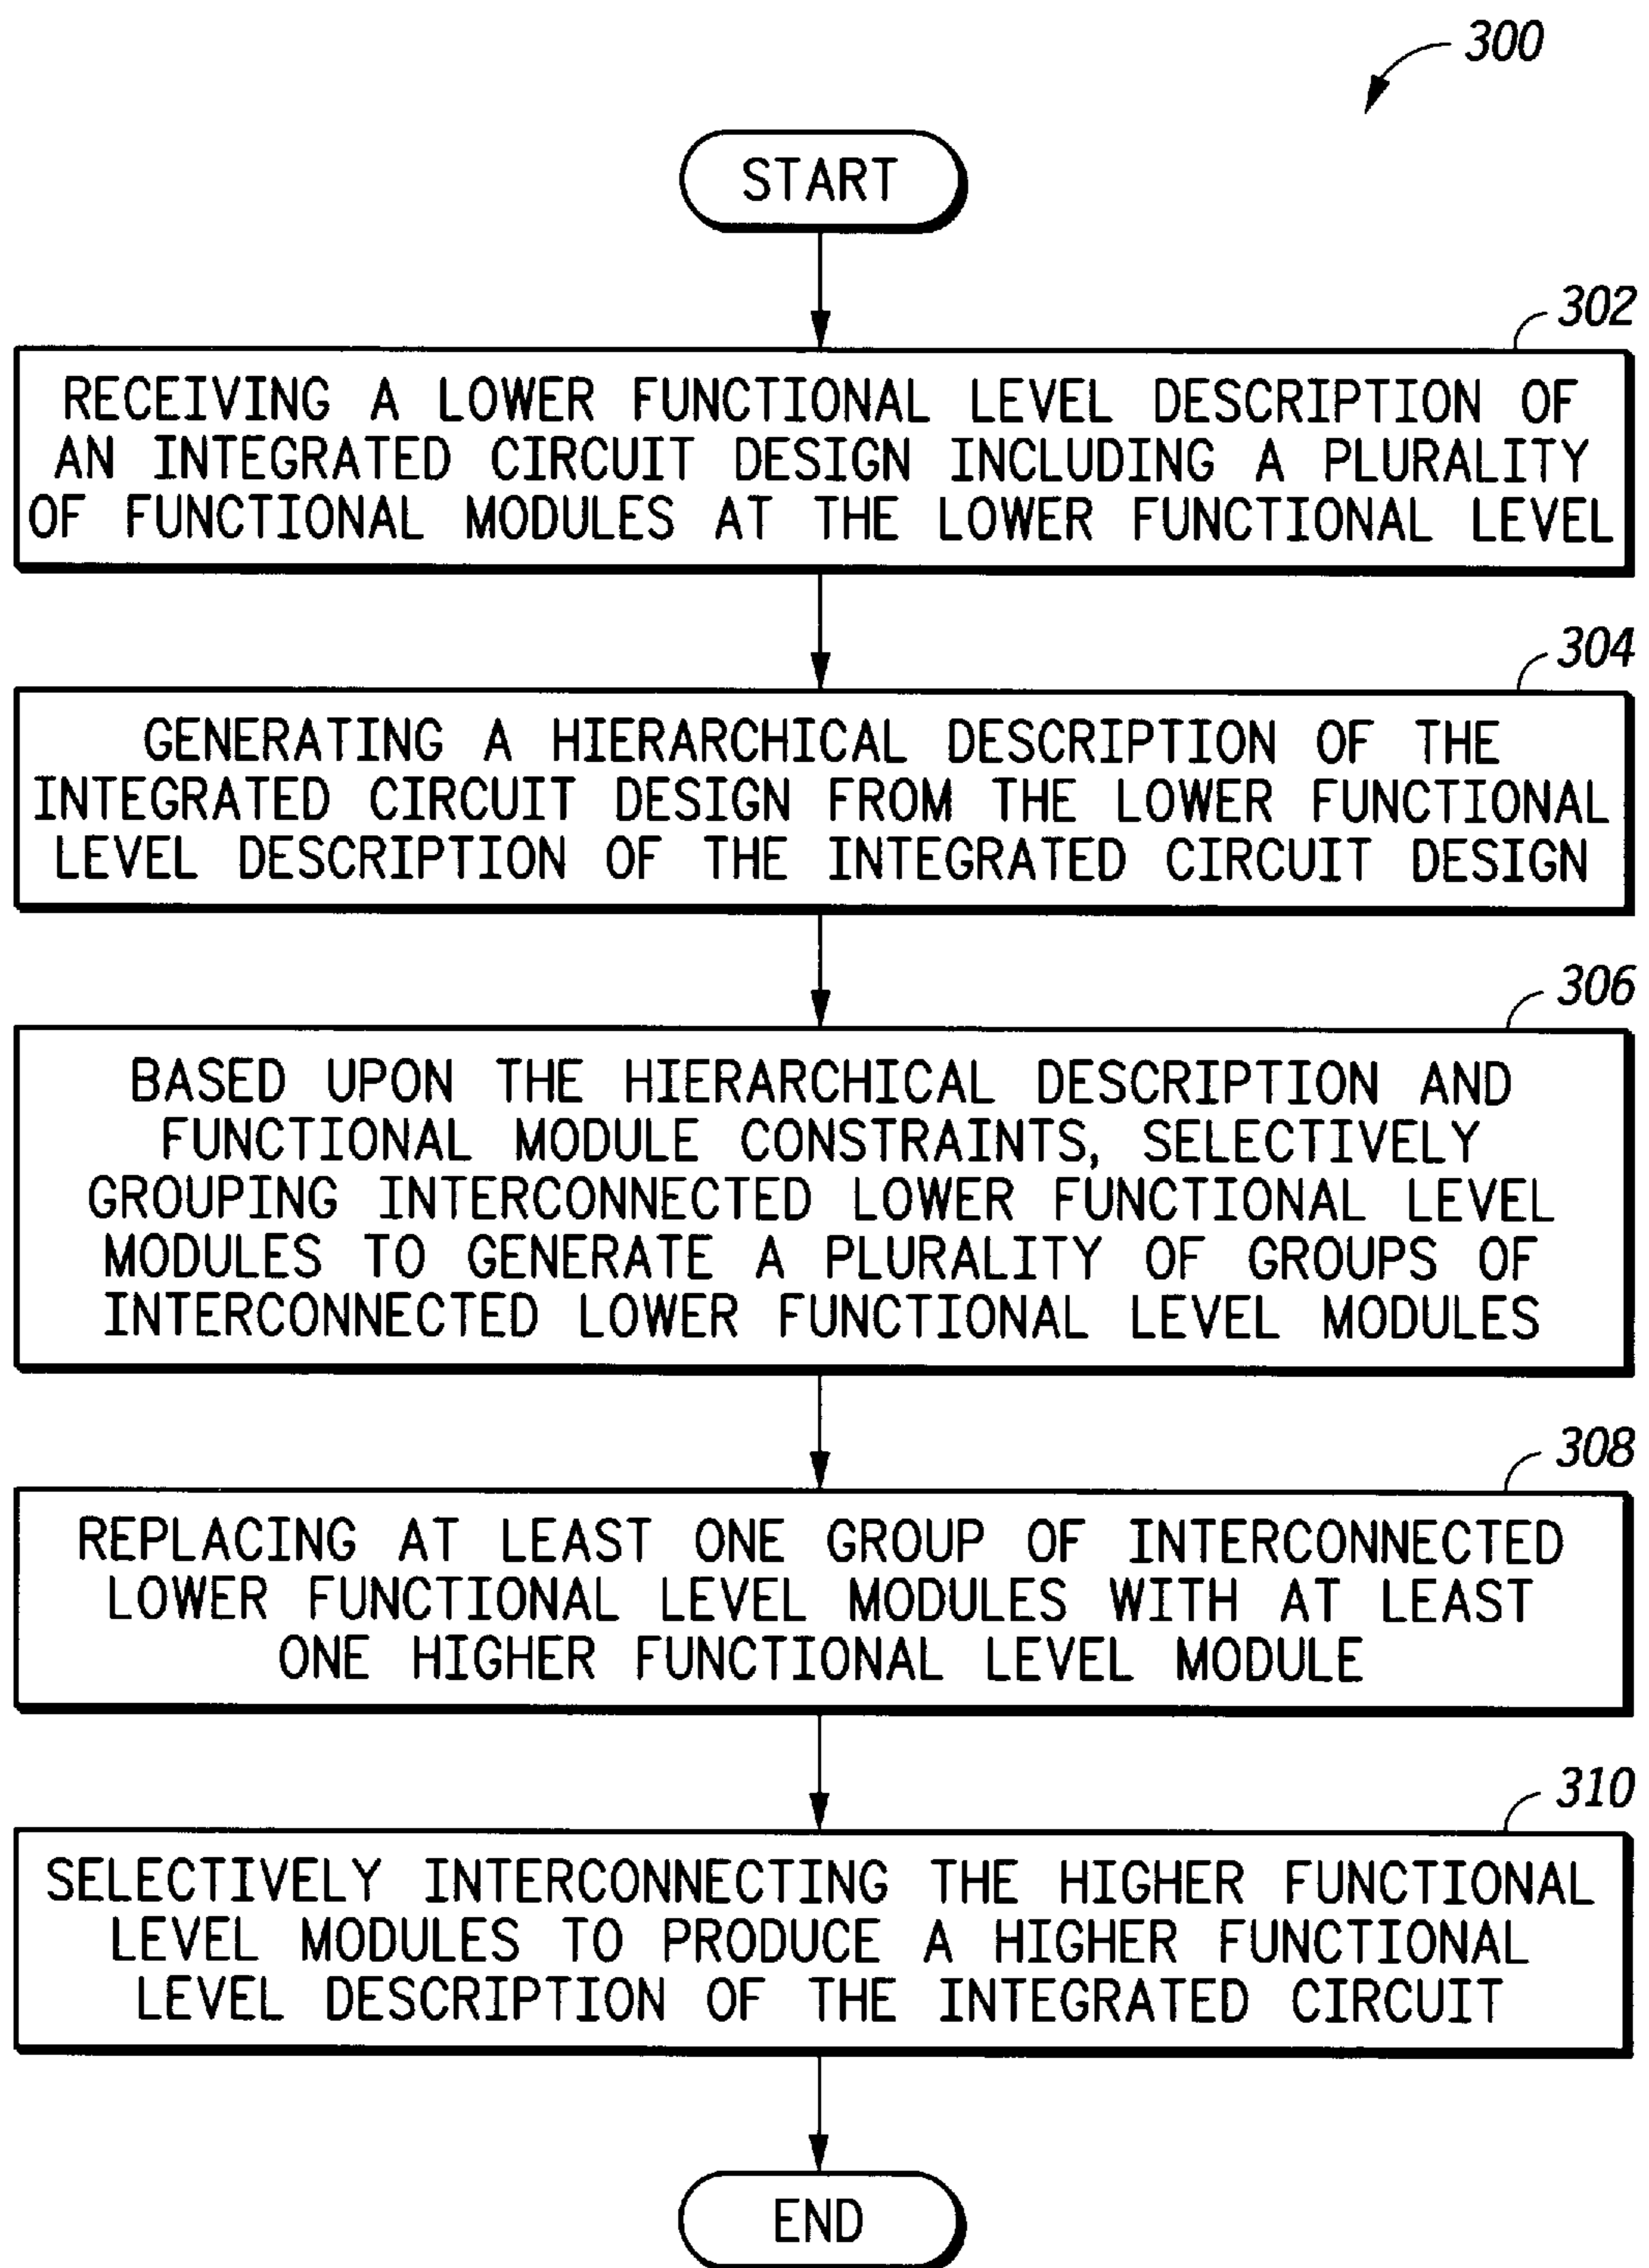 300
START
302
RECEIVING A LOWER FUNCTIONAL LEVEL DESCRIPTION OF
AN INTEGRATED CIRCUIT DESIGN INCLUDING A PLURALITY
OF FUNCTIONAL MODULES AT THE LOWER FUNCTIONAL LEVEL
304
GENERATING A HIERARCHICAL DESCRIPTION OF THE
INTEGRATED CIRCUIT DESIGN FROM THE LOWER FUNCTIONAL
LEVEL DESCRIPTION OF THE INTEGRATED CIRCUIT DESIGN
306
BASED UPON THE HIERARCHICAL DESCRIPTION AND
FUNCTIONAL MODULE CONSTRAINTS, SELECTIVELY
GROUPING INTERCONNECTED LOWER FUNCTIONAL LEVEL
MODULES TO GENERATE A PLURALITY OF GROUPS OF
INTERCONNECTED LOWER FUNCTIONAL LEVEL MODULES
308
REPLACING AT LEAST ONE GROUP OF INTERCONNECTED
LOWER FUNCTIONAL LEVEL MODULES WITH AT LEAST
ONE HIGHER FUNCTIONAL LEVEL MODULE
310
SELECTIVELY INTERCONNECTING THE HIGHER FUNCTIONAL
LEVEL MODULES TO PRODUCE A HIGHER FUNCTIONAL
LEVEL DESCRIPTION OF THE INTEGRATED CIRCUIT
END